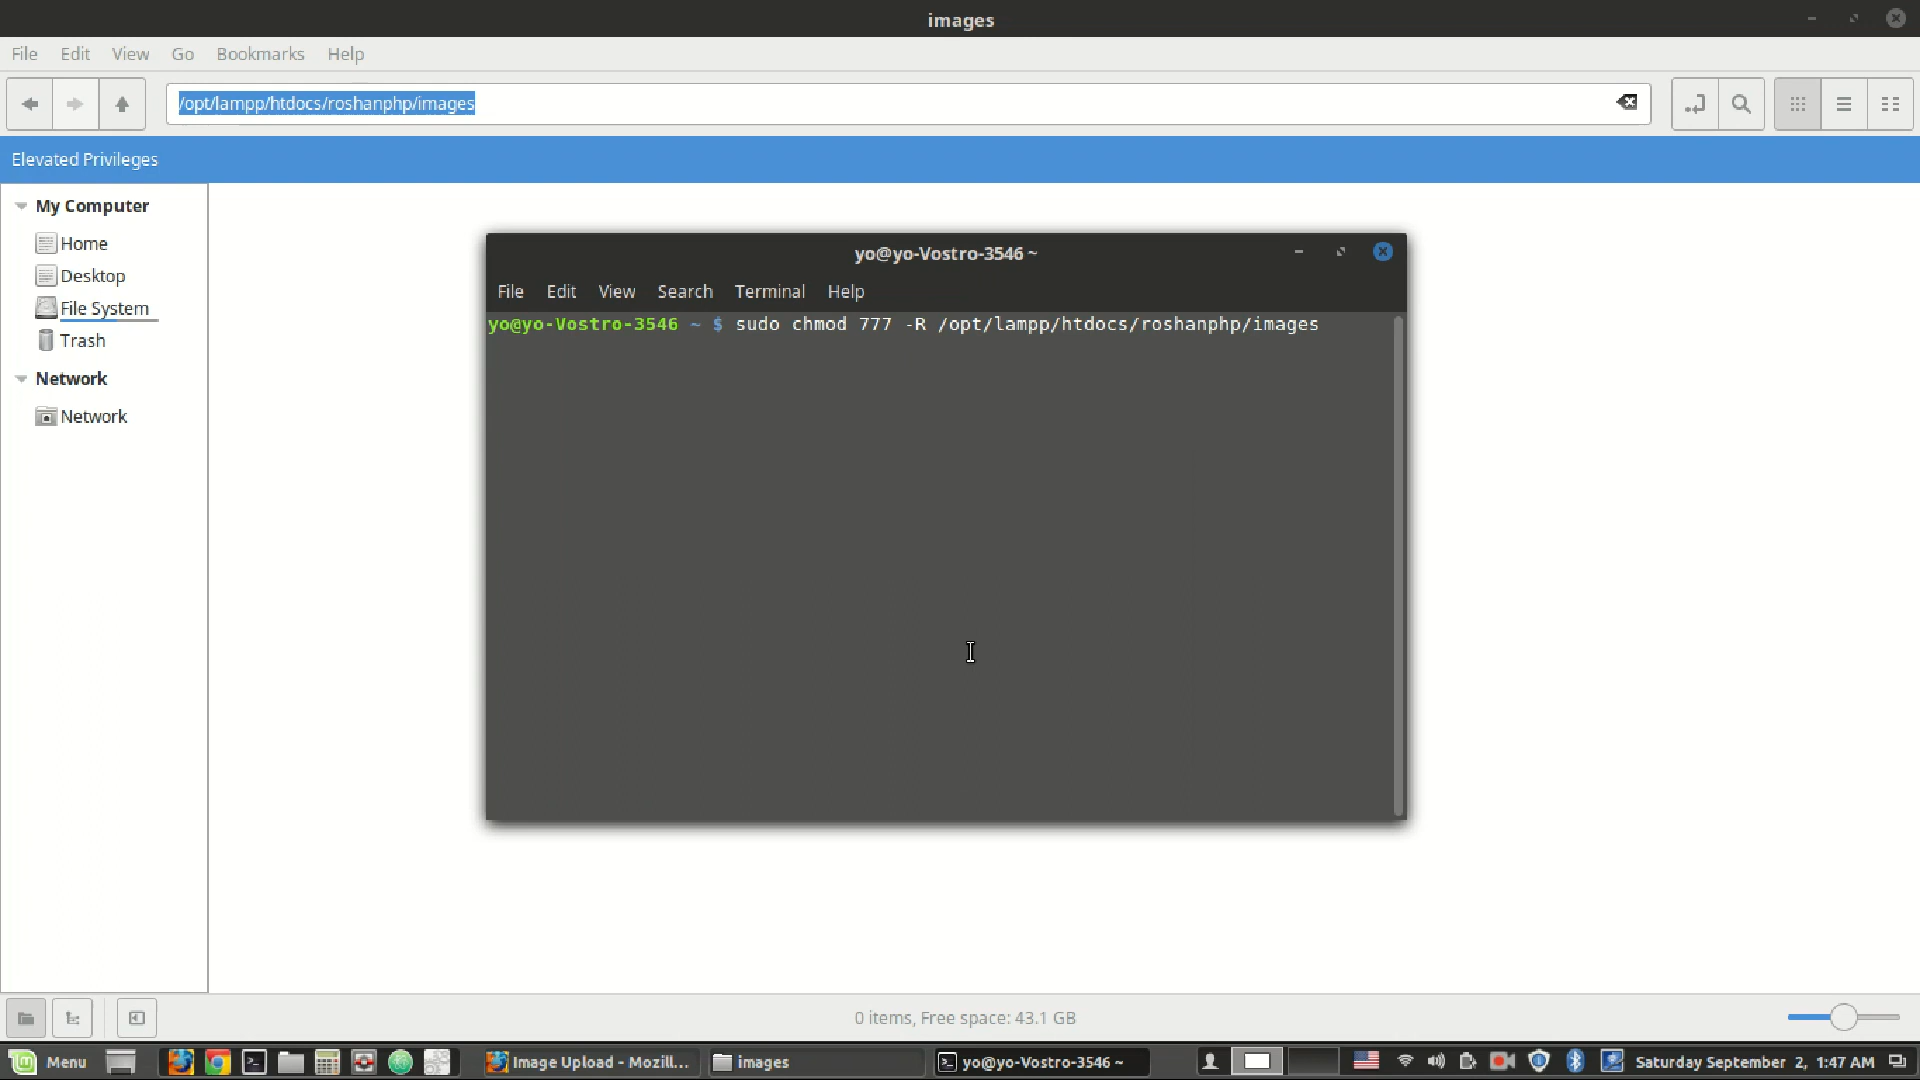 images
File Edit View Go Bookmarks Help
/opt/lampp/htdocs/roshanphp/images
Elevated Privileges
My Computer
Home
Desktop
File System
Trash
Network
Network
yo@yo-Vostro-3546 ~
File Edit View Search Terminal Help
yo@yo-Vostro-3546 ~ $ sudo chmod 777 -R /opt/lampp/htdocs/roshanphp/images
0 items, Free space: 43.1 GB
Menu Image Upload - Mozill... images yo@yo-Vostro-3546 ~ Saturday September 2, 1:47 AM